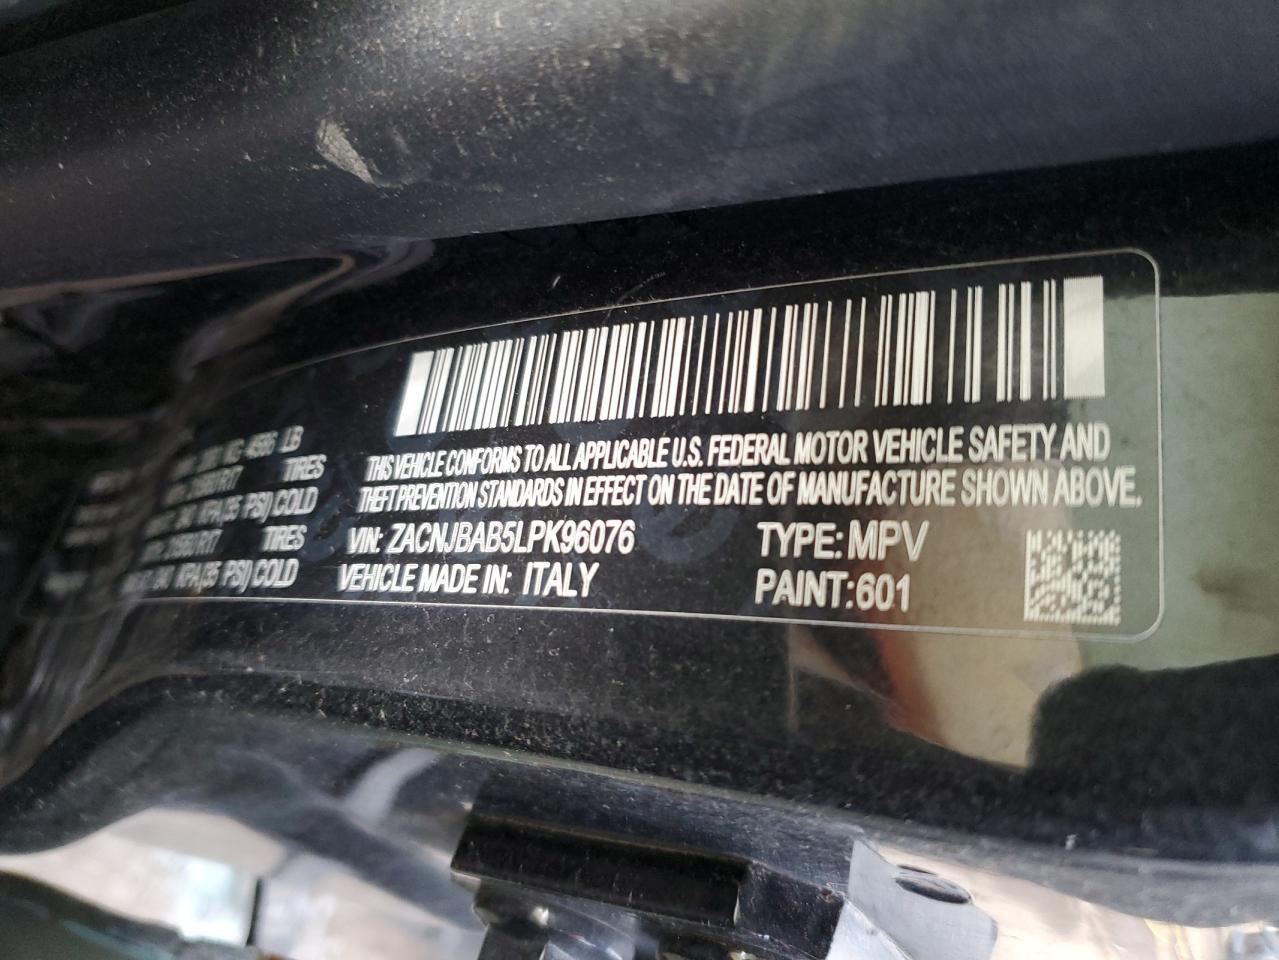 4586 LB
THIS VEHICLE CONFORMS TO ALL APPLICABLE U.S. FEDERAL MOTOR VEHICLE SAFETY AND
TIRES
THEFT PREVENTION STANDARDS IN EFFECT ON THE DATE OF MANUFACTURE SHOWN ABOVE.
KPA(35 PSI) COLD
VIN: ZACNJBAB5LPK96076 TYPE: MPV
TIRES
VEHICLE MADE IN: ITALY PAINT:601
KPA(35 PSI) COLD